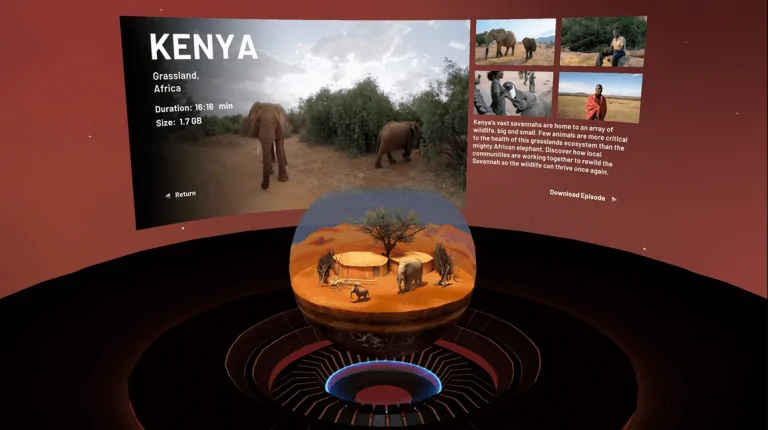 KENYA
Grassland,
Africa
Duration: 16:16 min
Size: 1.7 GB
Return
Kenya's vast savannahs are home to an array of
wildlife, big and small. Few animals are more critical
to the health of this grasslands ecosystem than the
mighty African elephant. Discover how local
communities are working together to rewild the
Savannah so the wildlife can thrive once again.
Download Episode